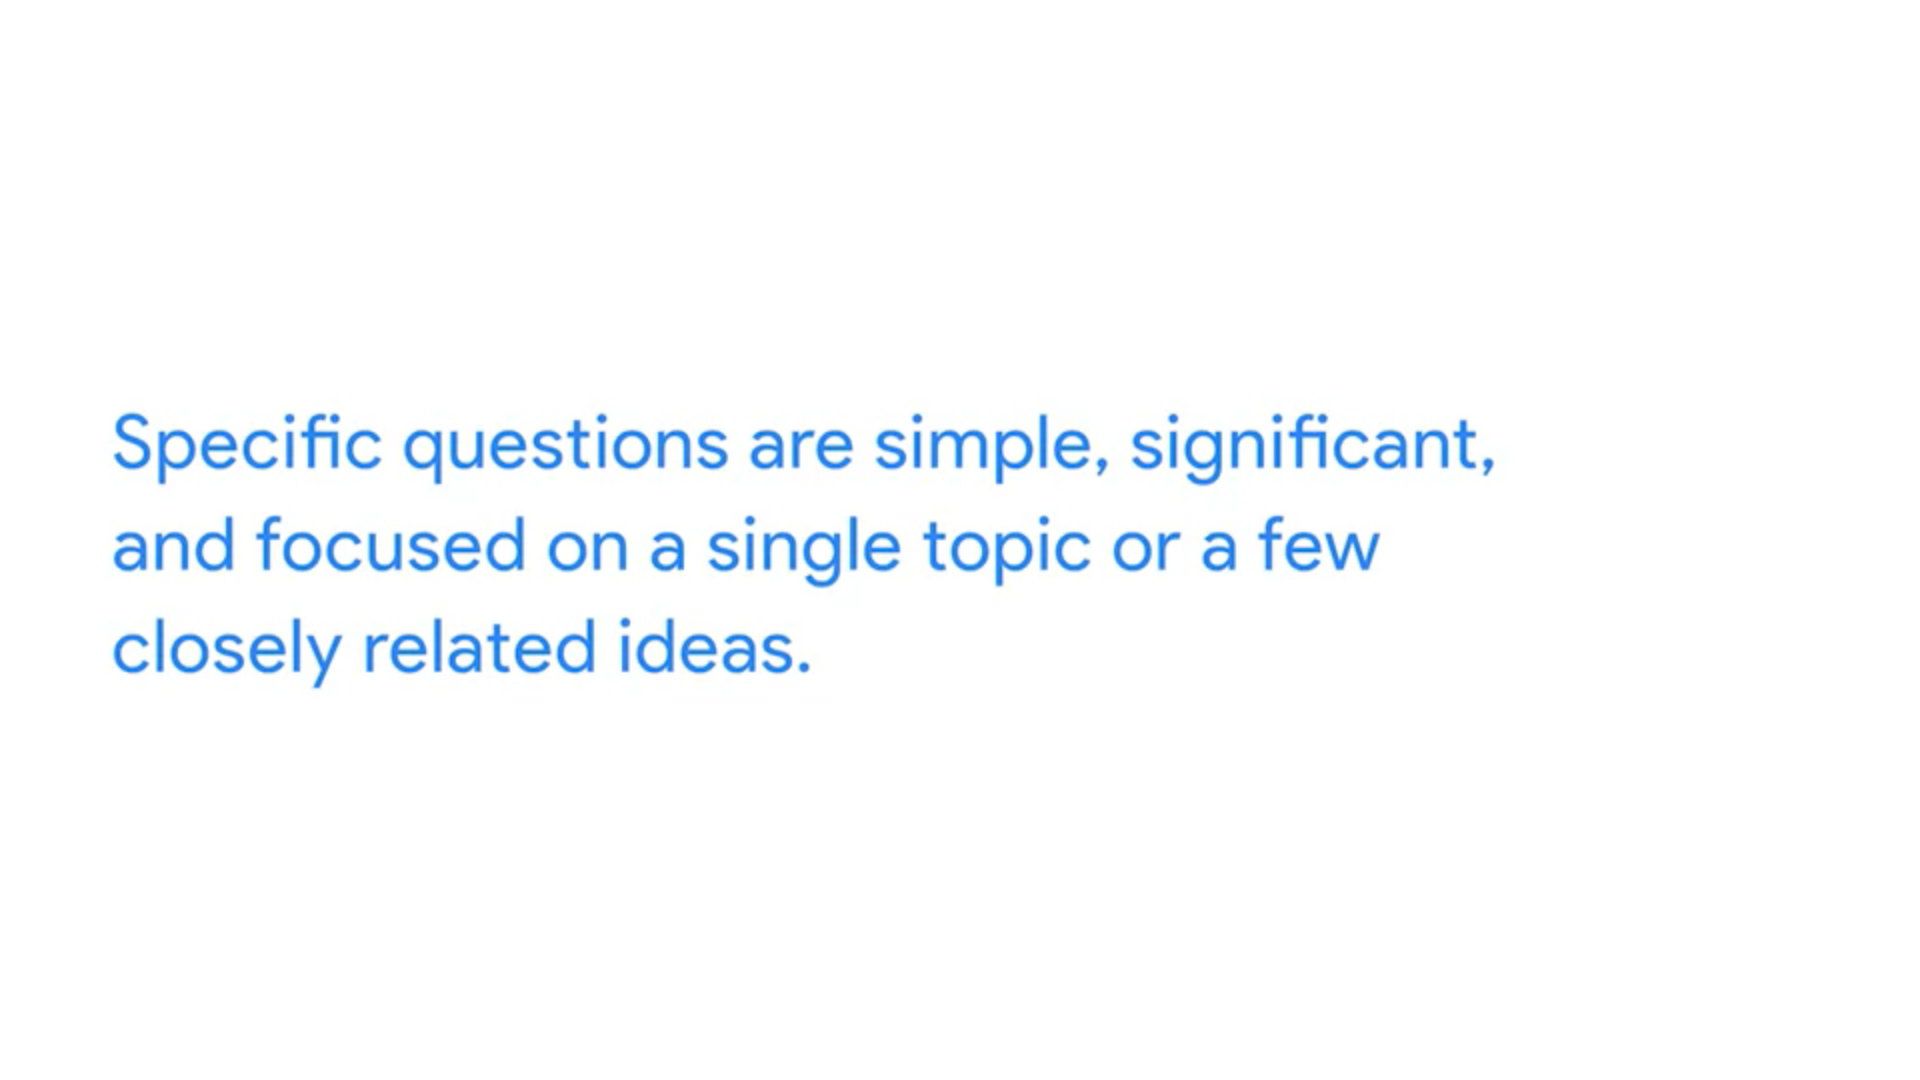 Specific questions are simple, significant,
and focused on a single topic or a few
closely related ideas.